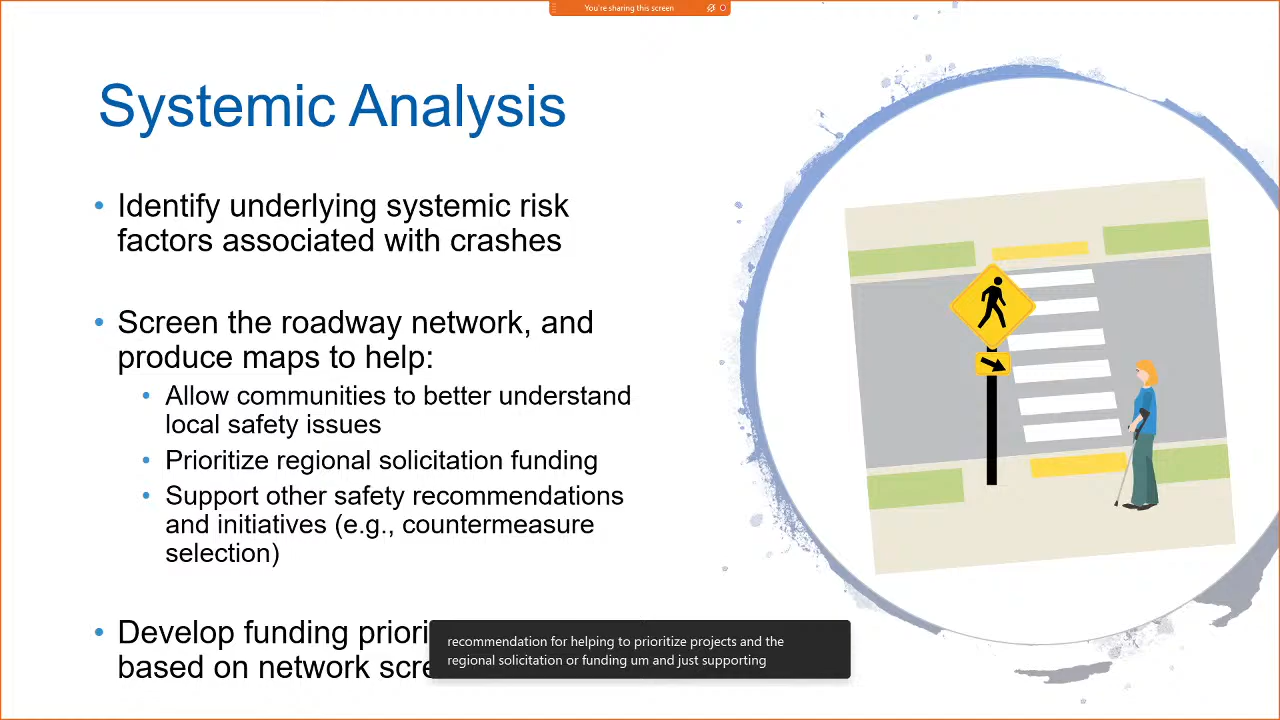 You're sharing this screen
Systemic Analysis
• Identify underlying systemic risk
factors associated with crashes
• Screen the roadway network, and
produce maps to help:
• Allow communities to better understand
local safety issues
• Prioritize regional solicitation funding
• Support other safety recommendations
and initiatives (e.g., countermeasure
selection)
• Develop funding
based on network
recommendation for helping to prioritize projects and the
regional solicitation or funding um and just supporting